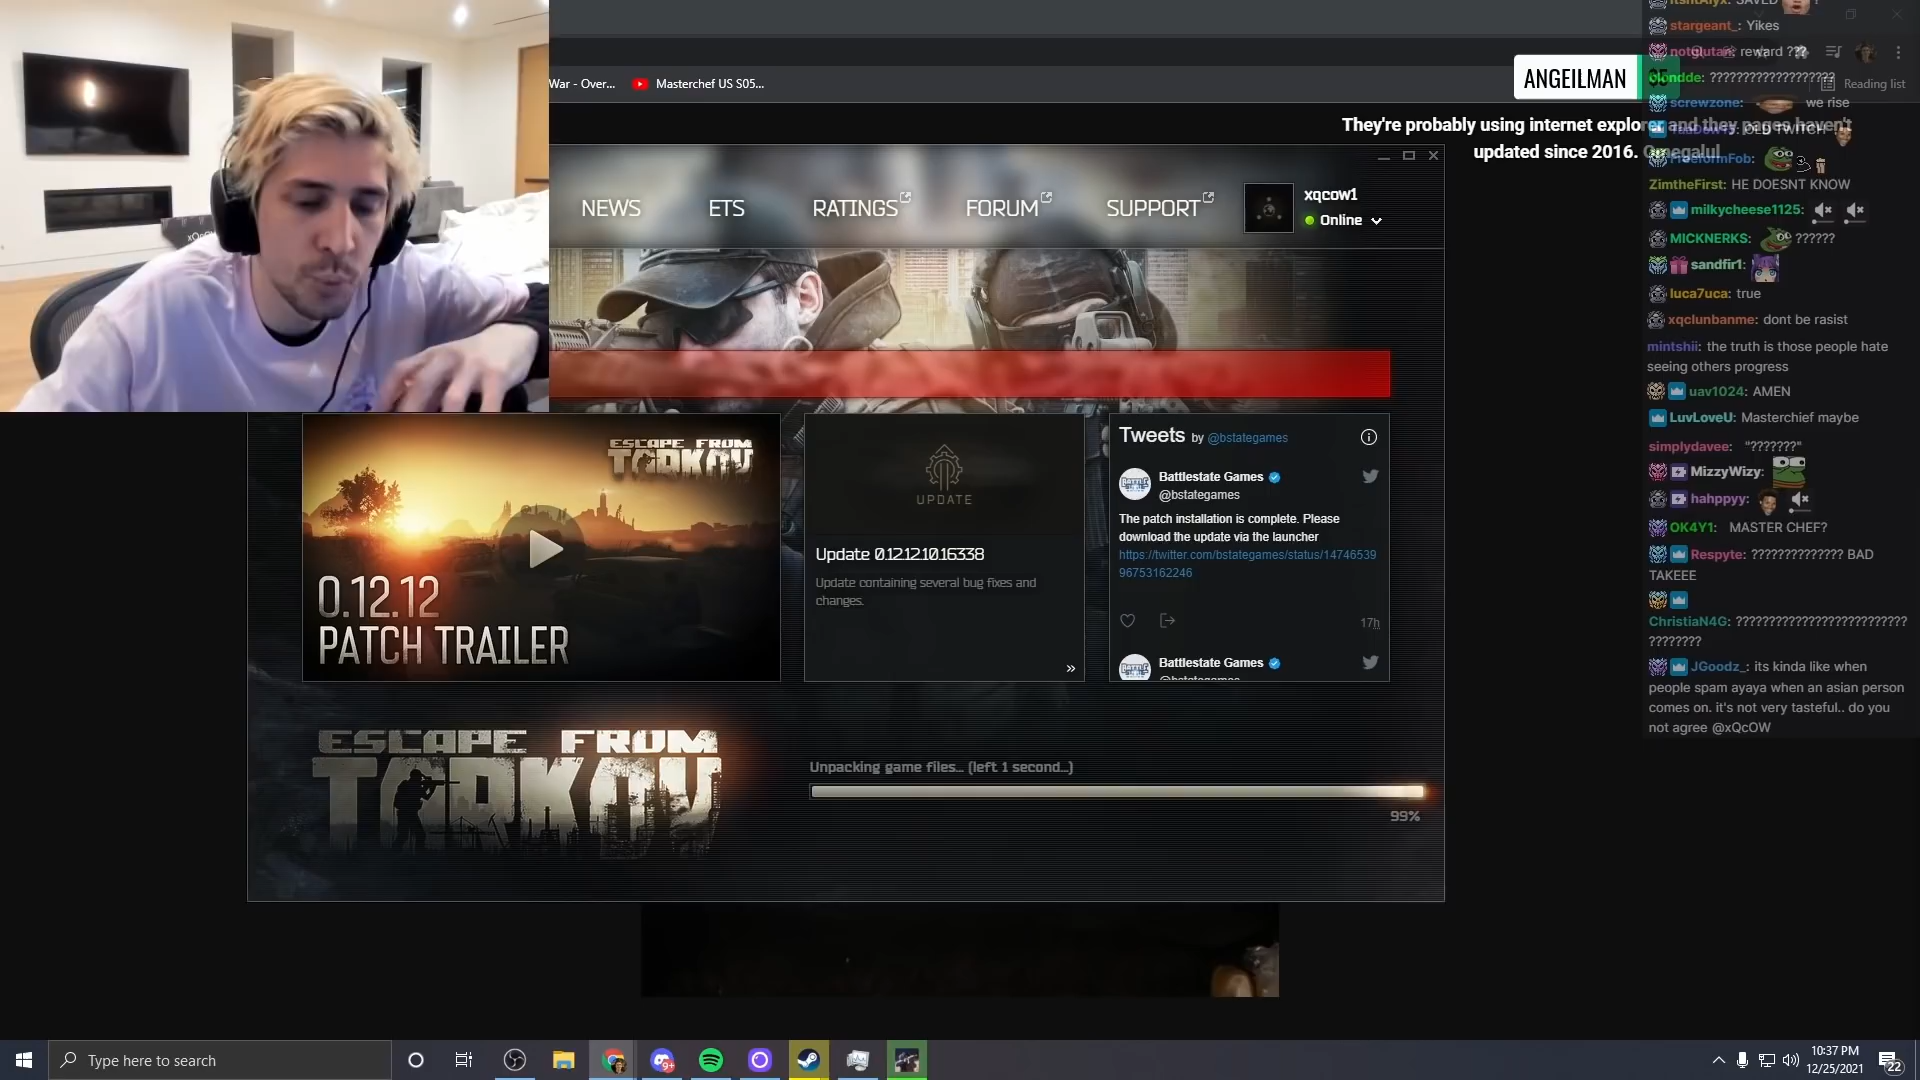 War - Over...
Masterchef US S05...
Reading list
ANGEILMAN
$5
They're probably using internet explorer and they pages haven't
updated since 2016. Omegalul
NEWS
ETS
RATINGS
FORUM
SUPPORT
xqcow1
Online
ESCAPE FROM
TARKOV
0.12.12
PATCH TRAILER
UPDATE
Update 0.12.12.10.16338
Update containing several bug fixes and
changes.
»
Tweets by @bstategames
Battlestate Games
@bstategames
The patch installation is complete. Please
download the update via the launcher
https://twitter.com/bstategames/status/14746539
96753162246
17h
Battlestate Games
@bstategames
ESCAPE FROM
TARKOV
Unpacking game files... (left 1 second...)
99%
stargeant_: Yikes
reward ???
blondde: ???????????????????
screwzone: we rise
OLD TWITCH
FreeformFob:
ZimtheFirst: HE DOESNT KNOW
milkycheese1125:
MICKNERKS: ??????
sandfir1:
luca7uca: true
xqclunbanme: dont be rasist
mintshii: the truth is those people hate
seeing others progress
uav1024: AMEN
LuvLoveU: Masterchief maybe
simplydavee: "???????"
MizzyWizy:
hahppyy:
OK4Y1: MASTER CHEF?
Respyte: ?????????????? BAD
TAKEEE
ChristiaN4G: ??????????????????????????
????????
JGoodz_: its kinda like when
people spam ayaya when an asian person
comes on. it's not very tasteful.. do you
not agree @xQcOW
Type here to search
9+
10:37 PM
12/25/2021
22